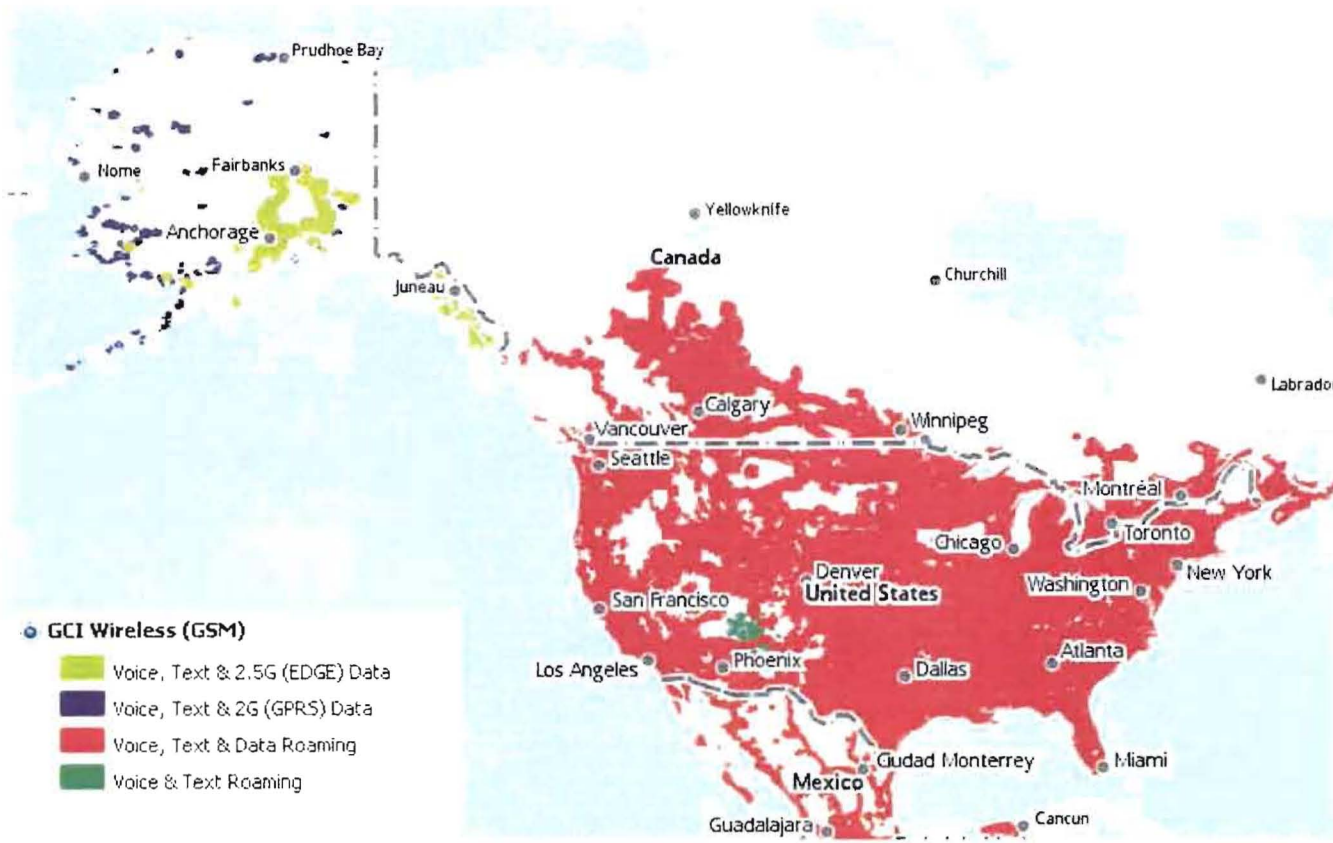 Prudhoe Bay
Nome
Fairbanks
Anchorage
Juneau
Yellowknife
Canada
Churchill
Labrador
Calgary
Winnipeg
Vancouver
Seattle
Montréal
Toronto
Chicago
New York
Washington
Denver
United States
San Francisco
Atlanta
Los Angeles
Phoenix
Dallas
Miami
Ciudad Monterrey
Mexico
Guadalajara
Cancun
GCI Wireless (GSM)
Voice, Text & 2.5G (EDGE) Data
Voice, Text & 2G (GPRS) Data
Voice, Text & Data Roaming
Voice & Text Roaming